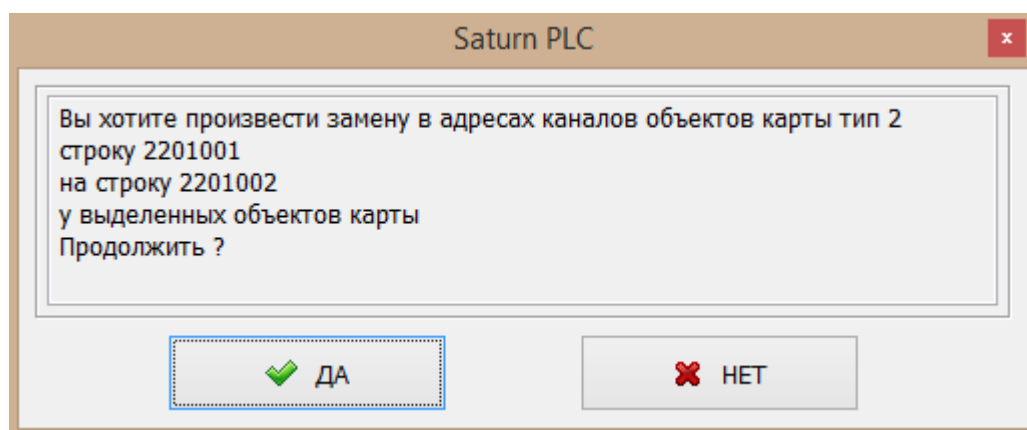 Saturn PLC
x
Вы хотите произвести замену в адресах каналов объектов карты тип 2
строку 2201001
на строку 2201002
у выделенных объектов карты
Продолжить ?
ДА
НЕТ